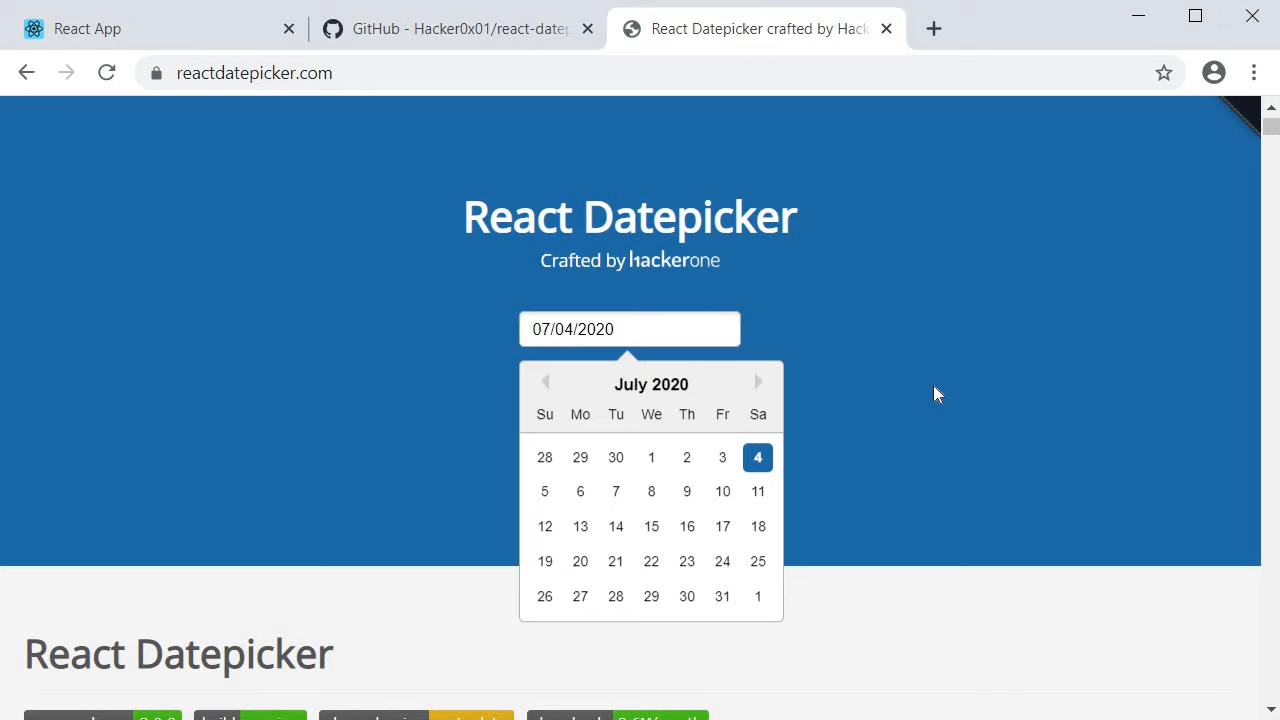 React App
GitHub - Hacker0x01/react-datep
React Datepicker crafted by Hack
reactdatepicker.com
React Datepicker
Crafted by hackerone
07/04/2020
July 2020
Su Mo Tu We Th Fr Sa
28 29 30 1 2 3 4
5 6 7 8 9 10 11
12 13 14 15 16 17 18
19 20 21 22 23 24 25
26 27 28 29 30 31 1
React Datepicker